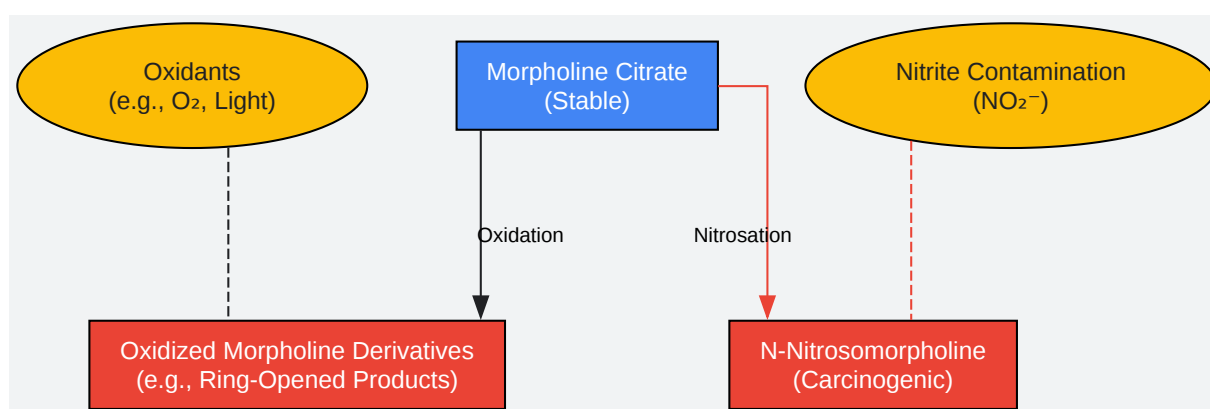 Oxidants
(e.g., O₂, Light)
Morpholine Citrate
(Stable)
Nitrite Contamination
(NO₂⁻)
Oxidation
Nitrosation
Oxidized Morpholine Derivatives
(e.g., Ring-Opened Products)
N-Nitrosomorpholine
(Carcinogenic)